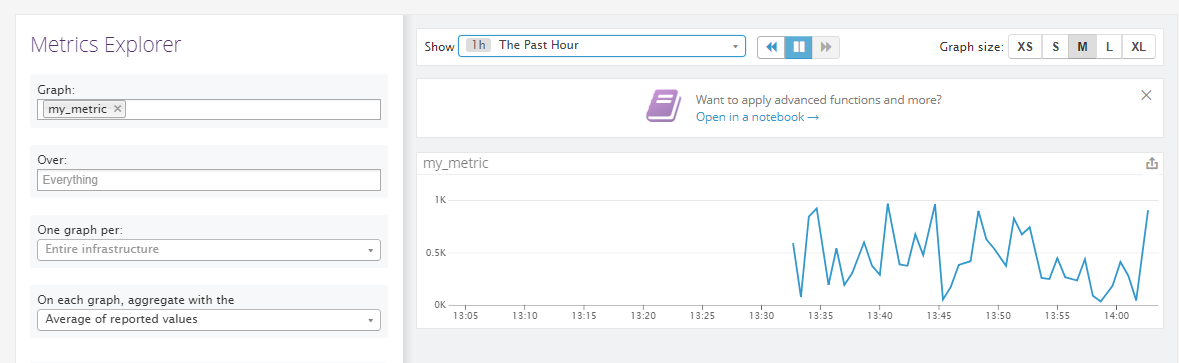 Metrics Explorer
Graph:
my_metric ×
Over:
Everything
One graph per:
Entire infrastructure
On each graph, aggregate with the
Average of reported values
Show 1h The Past Hour
Graph size: XS S M L XL
Want to apply advanced functions and more?
Open in a notebook →
my_metric
1K
0.5K
0K
13:05 13:10 13:15 13:20 13:25 13:30 13:35 13:40 13:45 13:50 13:55 14:00